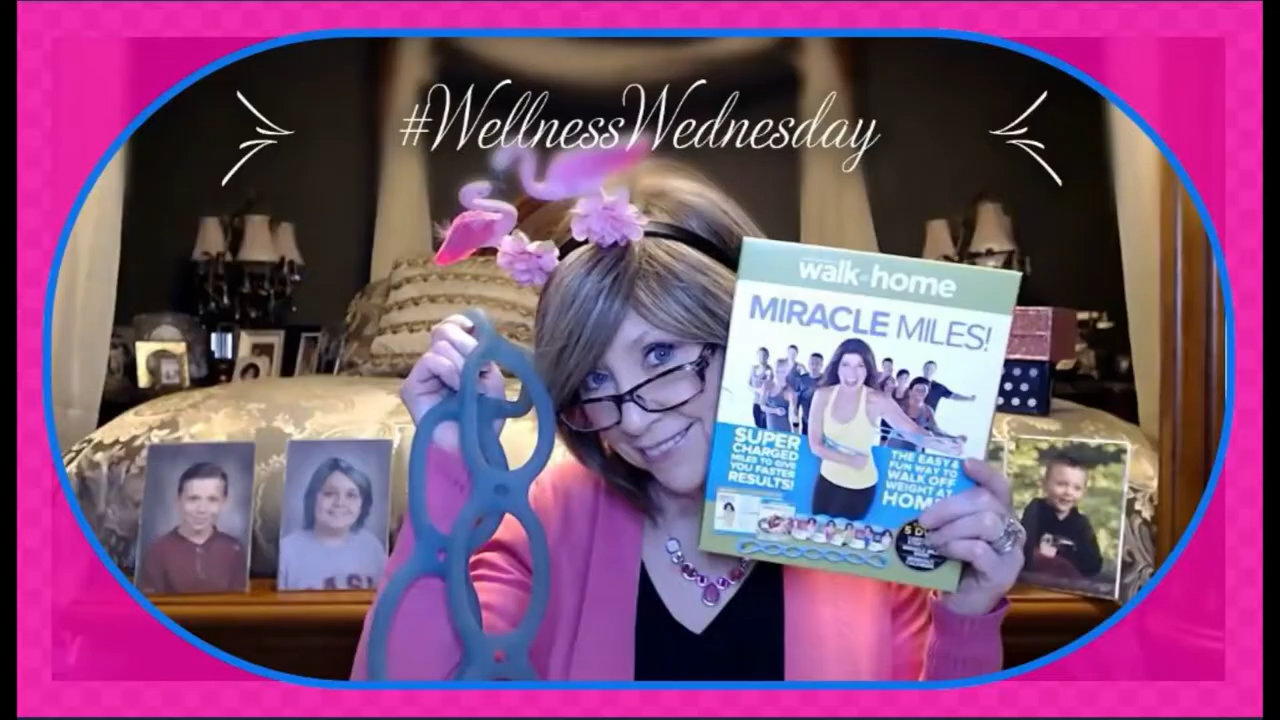 #WellnessWednesday
walk at home
MIRACLE MILES!
SUPER
CHARGED
MILES TO GIVE
YOU FASTER
RESULTS!
THE EASY &
FUN WAY TO
WALK OFF
WEIGHT AT
HOME